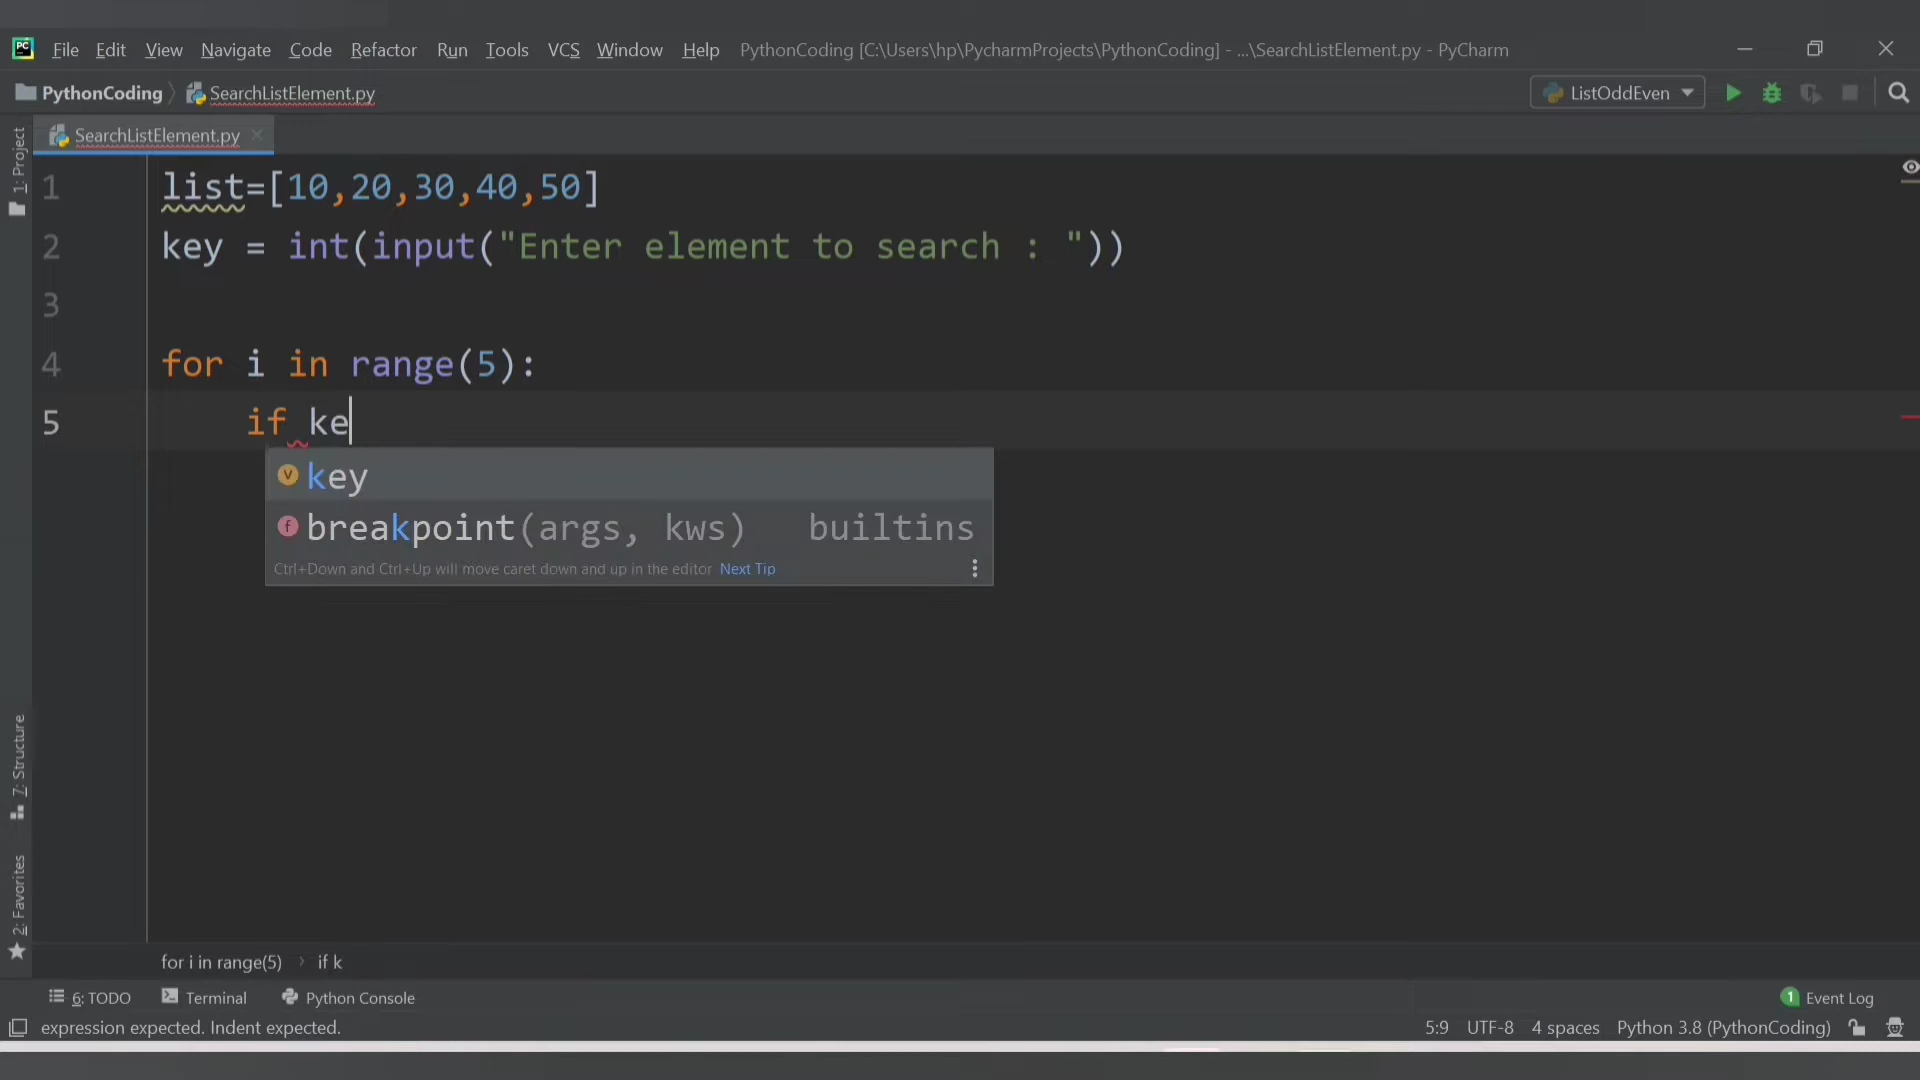 File Edit View Navigate Code Refactor Run Tools VCS Window Help PythonCoding [C:\Users\hp\PycharmProjects\PythonCoding] - ...\SearchListElement.py - PyCharm
PythonCoding SearchListElement.py ListOddEven
SearchListElement.py
1: Project
1 list=[10,20,30,40,50]
2 key = int(input("Enter element to search : "))
3
4 for i in range(5):
5 if ke
key
breakpoint(args, kws) builtins
Ctrl+Down and Ctrl+Up will move caret down and up in the editor Next Tip
7: Structure
2: Favorites
for i in range(5) › if k
6: TODO Terminal Python Console 1 Event Log
expression expected. Indent expected. 5:9 UTF-8 4 spaces Python 3.8 (PythonCoding)